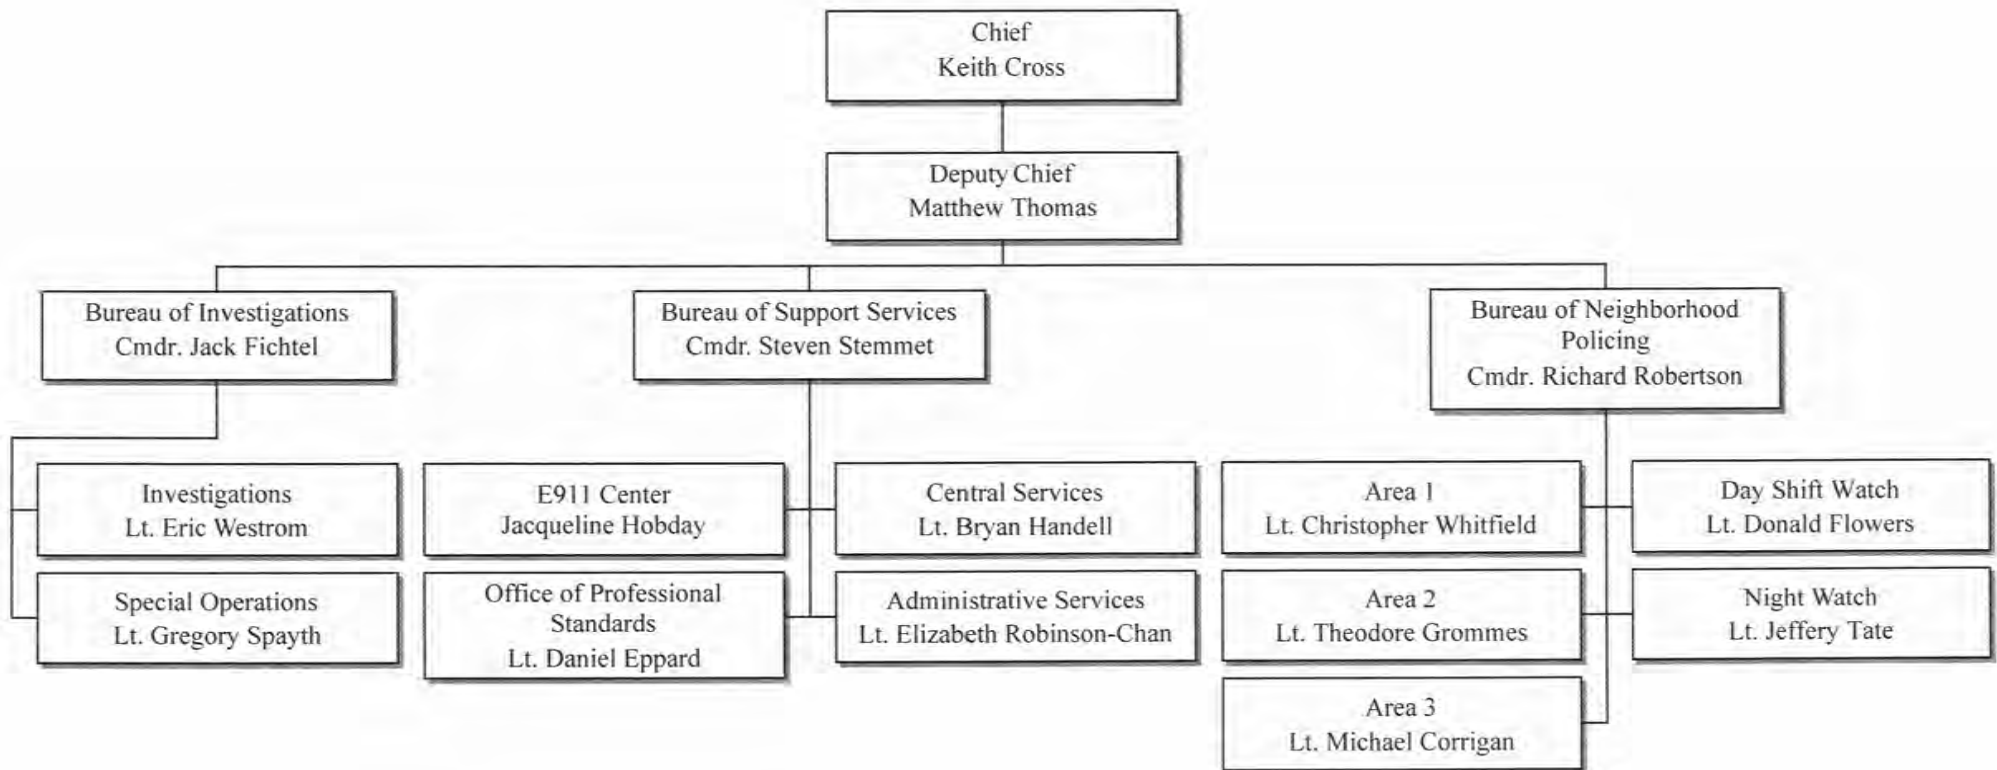 Chief
Keith Cross
Deputy Chief
Matthew Thomas
Bureau of Investigations
Cmdr. Jack Fichtel
Bureau of Support Services
Cmdr. Steven Stemmet
Bureau of Neighborhood
Policing
Cmdr. Richard Robertson
Investigations
Lt. Eric Westrom
Special Operations
Lt. Gregory Spayth
E911 Center
Jacqueline Hobday
Office of Professional
Standards
Lt. Daniel Eppard
Central Services
Lt. Bryan Handell
Administrative Services
Lt. Elizabeth Robinson-Chan
Area 1
Lt. Christopher Whitfield
Area 2
Lt. Theodore Grommes
Area 3
Lt. Michael Corrigan
Day Shift Watch
Lt. Donald Flowers
Night Watch
Lt. Jeffery Tate